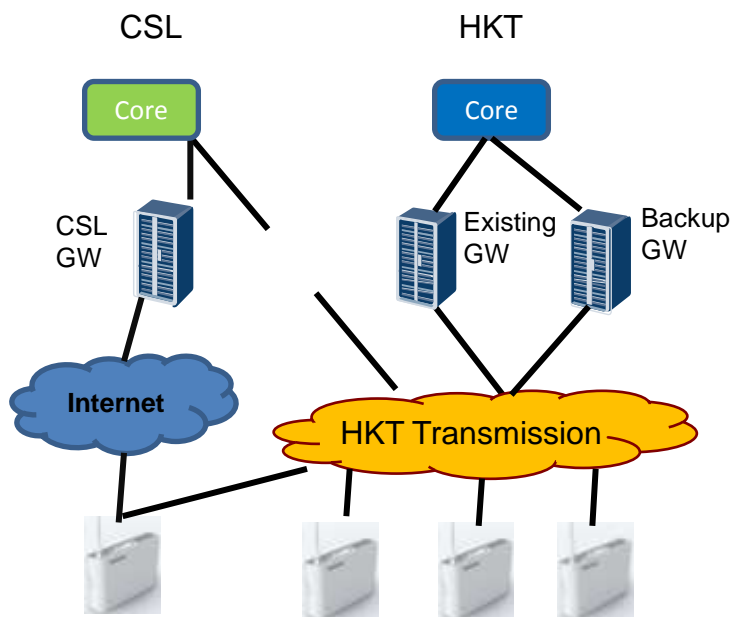 CSL
HKT
Core
Core
CSL
GW
Existing
GW
Backup
GW
Internet
HKT Transmission